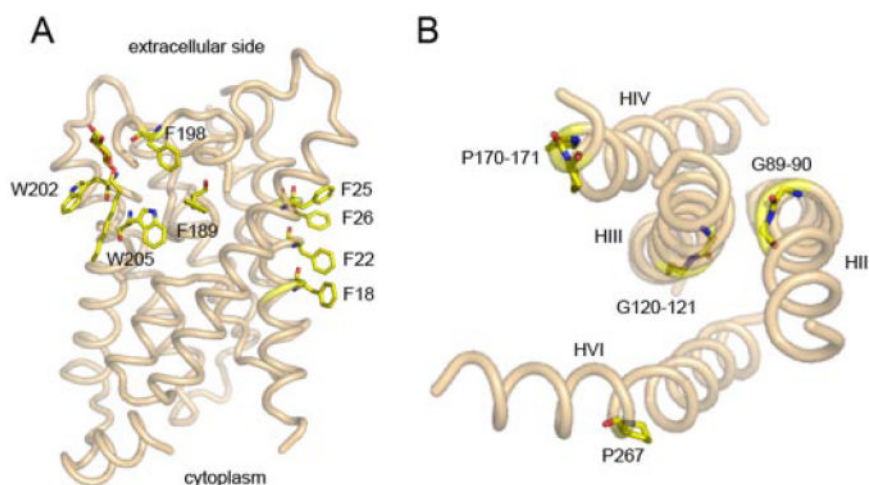 A
extracellular side
F198
W202
F25
F26
F189
W205
F22
F18
cytoplasm
B
HIV
P170-171
G89-90
HIII
HII
G120-121
HVI
P267